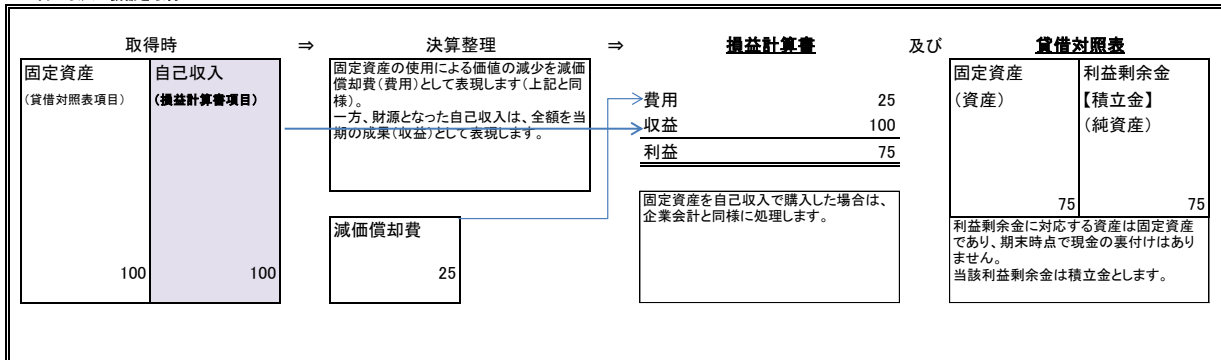 取得時 ⇒ 決算整理 ⇒ 損益計算書 及び 貸借対照表
固定資産
(貸借対照表項目)
100
自己収入
(損益計算書項目)
100
固定資産の使用による価値の減少を減価
償却費(費用)として表現します(上記と同
様)。
一方、財源となった自己収入は、全額を当
期の成果(収益)として表現します。
減価償却費
25
費用 25
収益 100
利益 75
固定資産を自己収入で購入した場合は、
企業会計と同様に処理します。
固定資産
(資産)
75
利益剰余金
【積立金】
(純資産)
75
利益剰余金に対応する資産は固定資産
であり、期末時点で現金の裏付けはあり
ません。
当該利益剰余金は積立金とします。